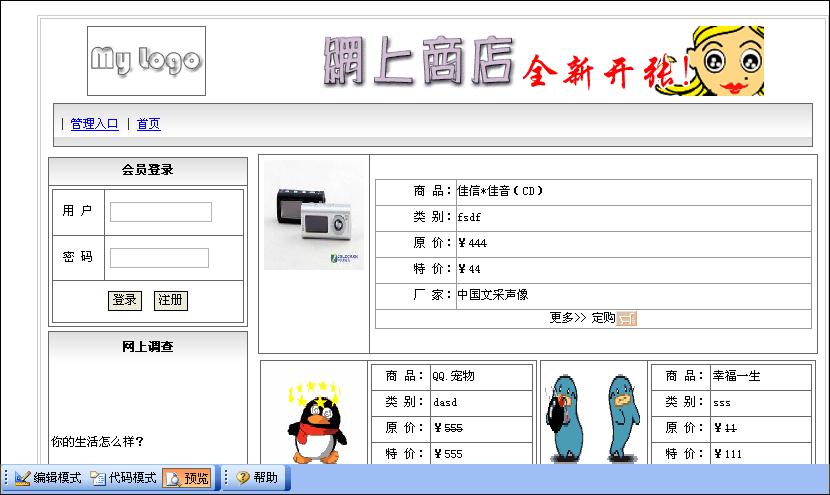 My Logo
網上商店 全新开张!
| 管理入口 | 首页
会员登录
用 户
密 码
登录 注册
网上调查
你的生活怎么样?
商 品: 佳信*佳音(CD)
类 别: fsdf
原 价: ￥444
特 价: ￥44
厂 家: 中国文采声像
更多>> 定购
商 品: QQ.宠物
类 别: dasd
原 价: ￥555
特 价: ￥555
商 品: 幸福一生
类 别: sss
原 价: ￥11
特 价: ￥111
编辑模式 代码模式 预览 帮助